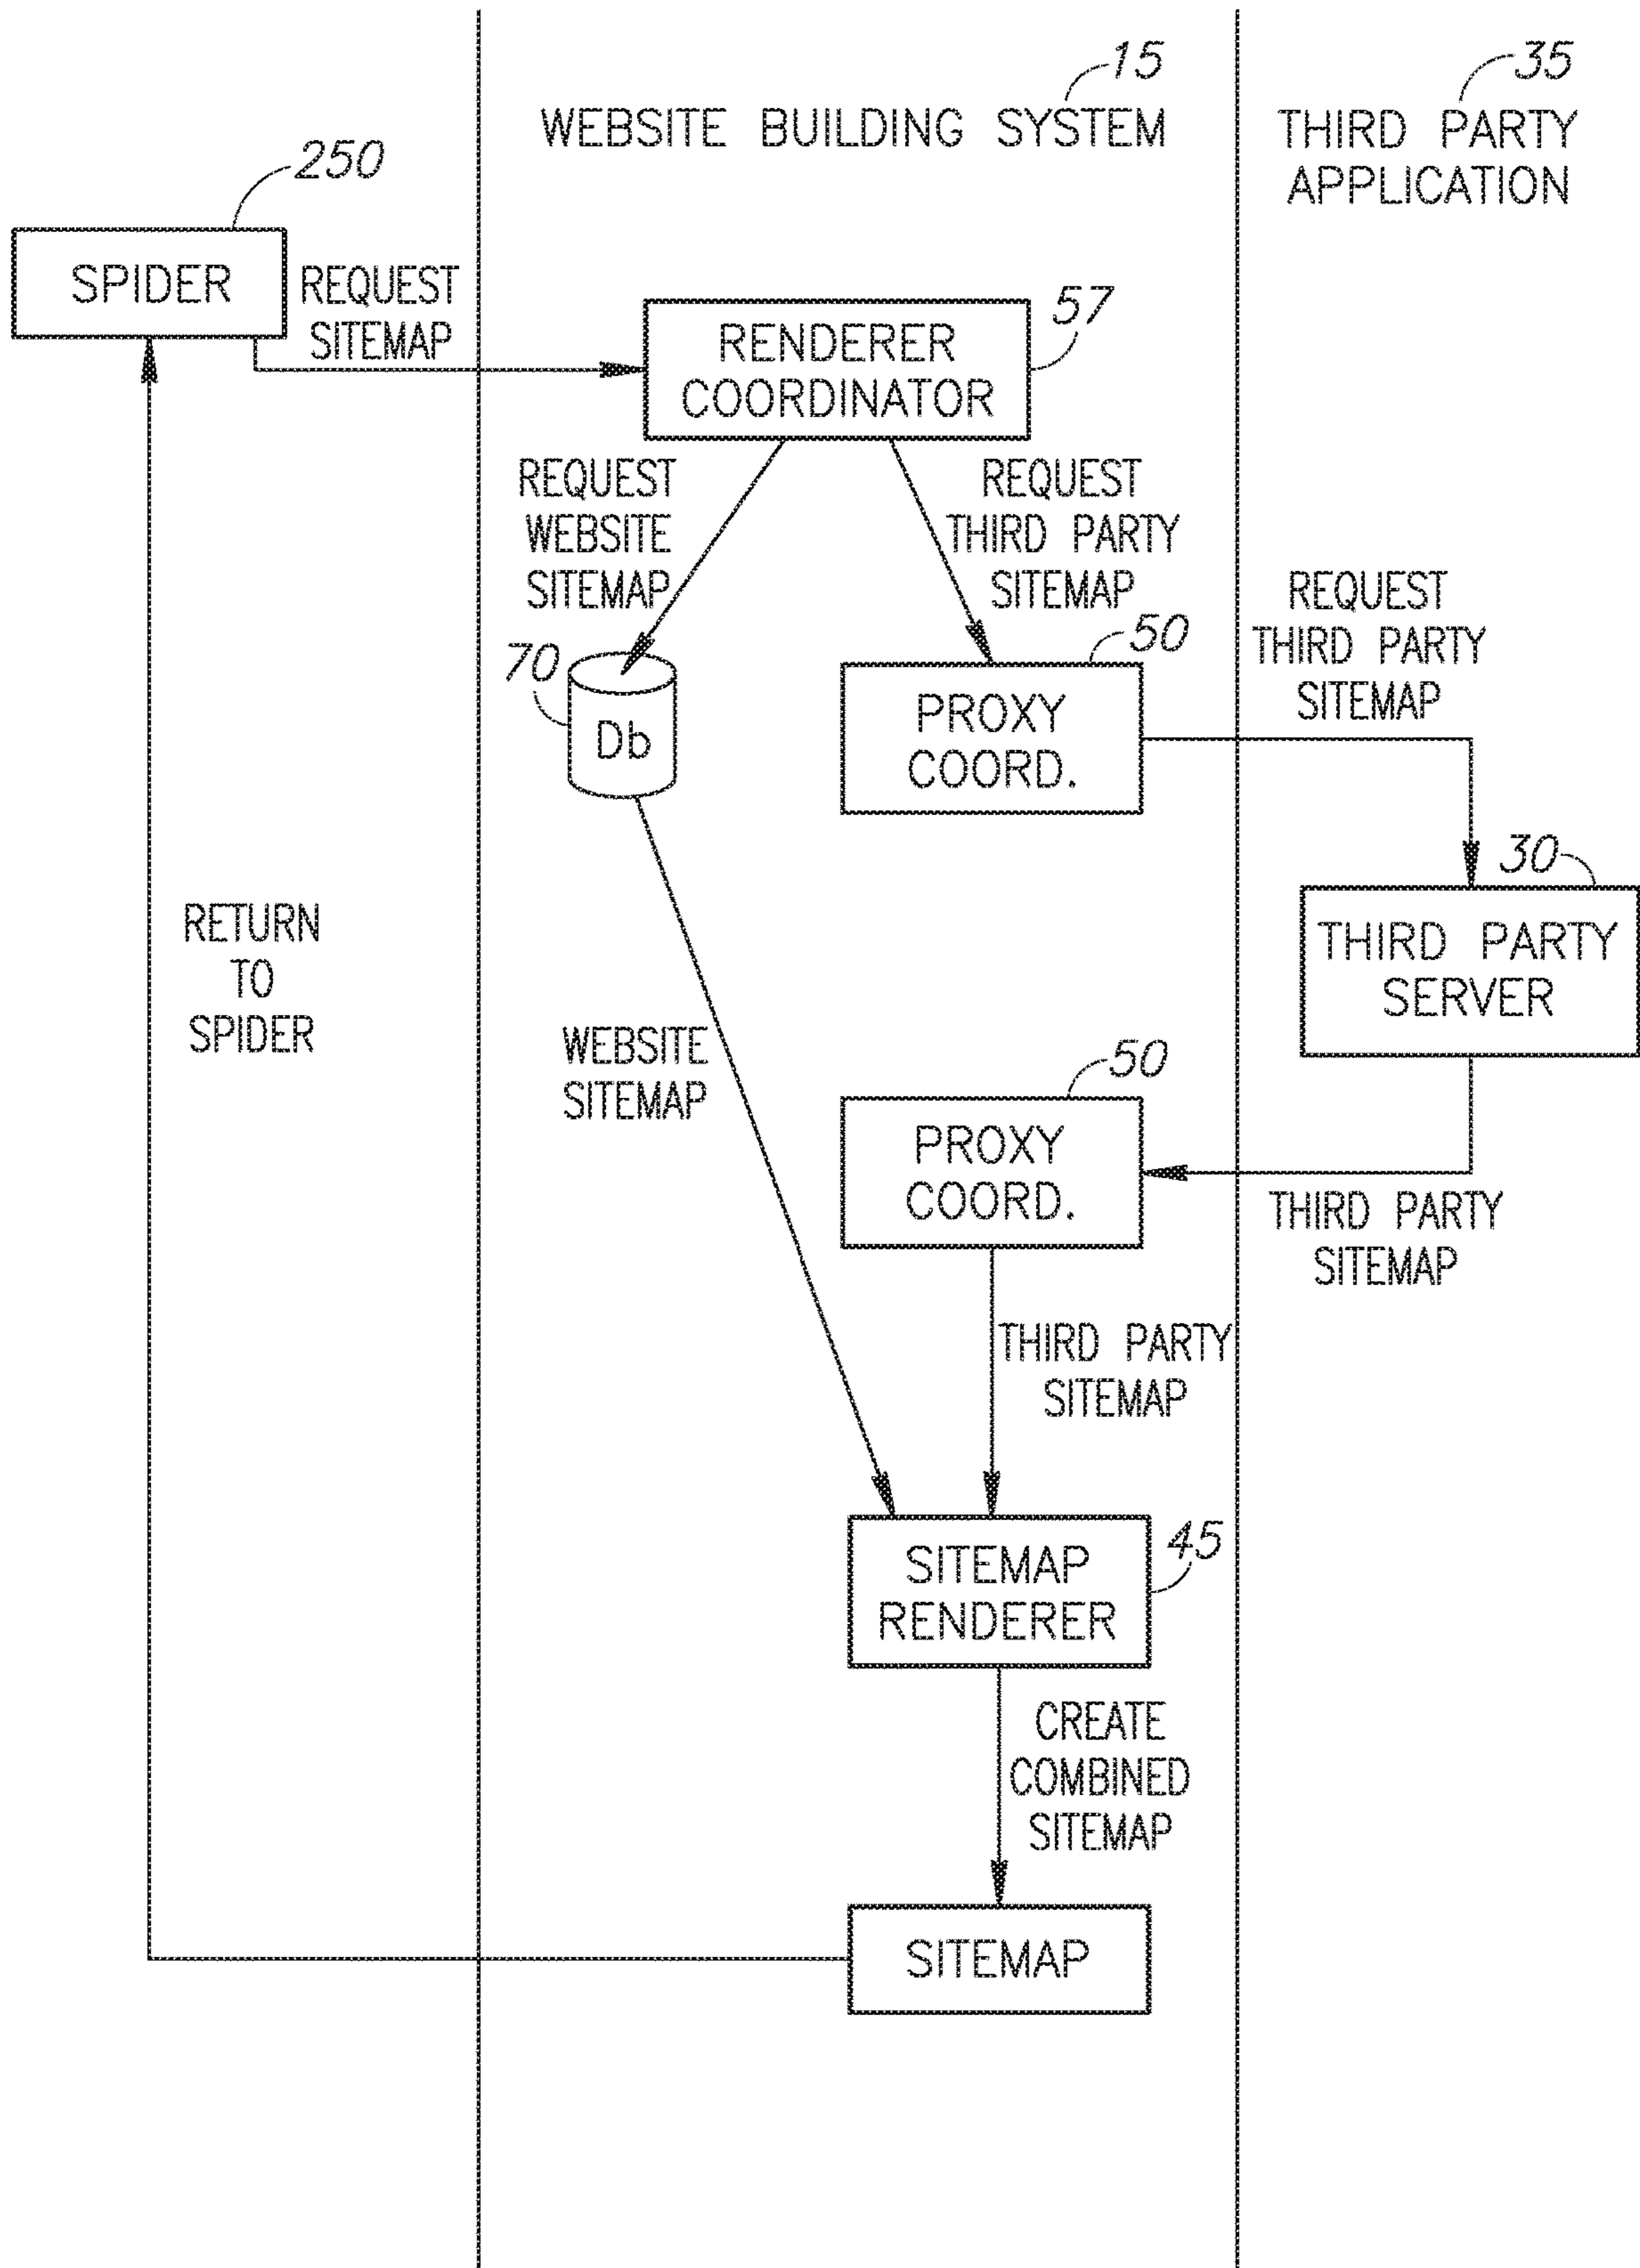 15
WEBSITE BUILDING SYSTEM
35
THIRD PARTY
APPLICATION
250
SPIDER
REQUEST
SITEMAP
57
RENDERER
COORDINATOR
REQUEST
WEBSITE
SITEMAP
REQUEST
THIRD PARTY
SITEMAP
70
Db
50
PROXY
COORD.
REQUEST
THIRD PARTY
SITEMAP
30
THIRD PARTY
SERVER
RETURN
TO
SPIDER
WEBSITE
SITEMAP
50
PROXY
COORD.
THIRD PARTY
SITEMAP
THIRD PARTY
SITEMAP
45
SITEMAP
RENDERER
CREATE
COMBINED
SITEMAP
SITEMAP